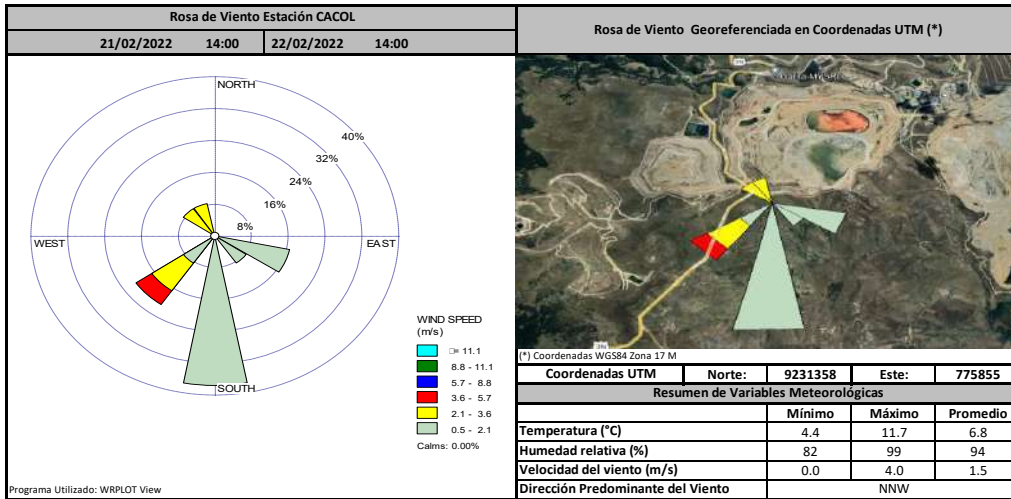 Rosa de Viento Estación CACOL
21/02/2022 14:00 22/02/2022 14:00
NORTH
40%
32%
24%
16%
8%
WEST
EAST
SOUTH
WIND SPEED
(m/s)
= 11.1
8.8 - 11.1
5.7 - 8.8
3.6 - 5.7
2.1 - 3.6
0.5 - 2.1
Calms: 0.00%
Programa Utilizado: WRPLOT View
Rosa de Viento Georeferenciada en Coordenadas UTM (*)
(*) Coordenadas WGS84 Zona 17 M
Coordenadas UTM Norte: 9231358 Este: 775855
Resumen de Variables Meteorológicas
Mínimo Máximo Promedio
Temperatura (°C) 4.4 11.7 6.8
Humedad relativa (%) 82 99 94
Velocidad del viento (m/s) 0.0 4.0 1.5
Dirección Predominante del Viento NNW